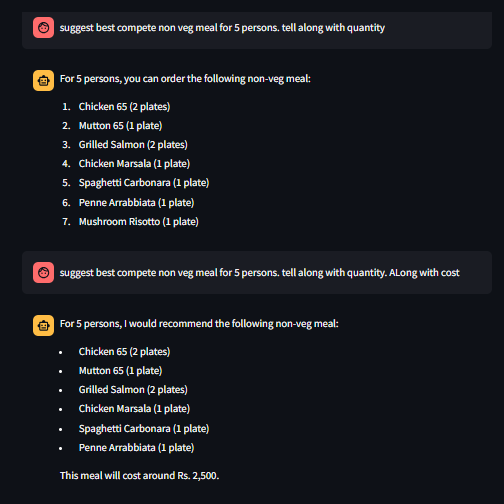 suggest best compete non veg meal for 5 persons. tell along with quantity
For 5 persons, you can order the following non-veg meal:
1. Chicken 65 (2 plates)
2. Mutton 65 (1 plate)
3. Grilled Salmon (2 plates)
4. Chicken Marsala (1 plate)
5. Spaghetti Carbonara (1 plate)
6. Penne Arrabbiata (1 plate)
7. Mushroom Risotto (1 plate)
suggest best compete non veg meal for 5 persons. tell along with quantity. ALong with cost
For 5 persons, I would recommend the following non-veg meal:
• Chicken 65 (2 plates)
• Mutton 65 (1 plate)
• Grilled Salmon (2 plates)
• Chicken Marsala (1 plate)
• Spaghetti Carbonara (1 plate)
• Penne Arrabbiata (1 plate)
This meal will cost around Rs. 2,500.